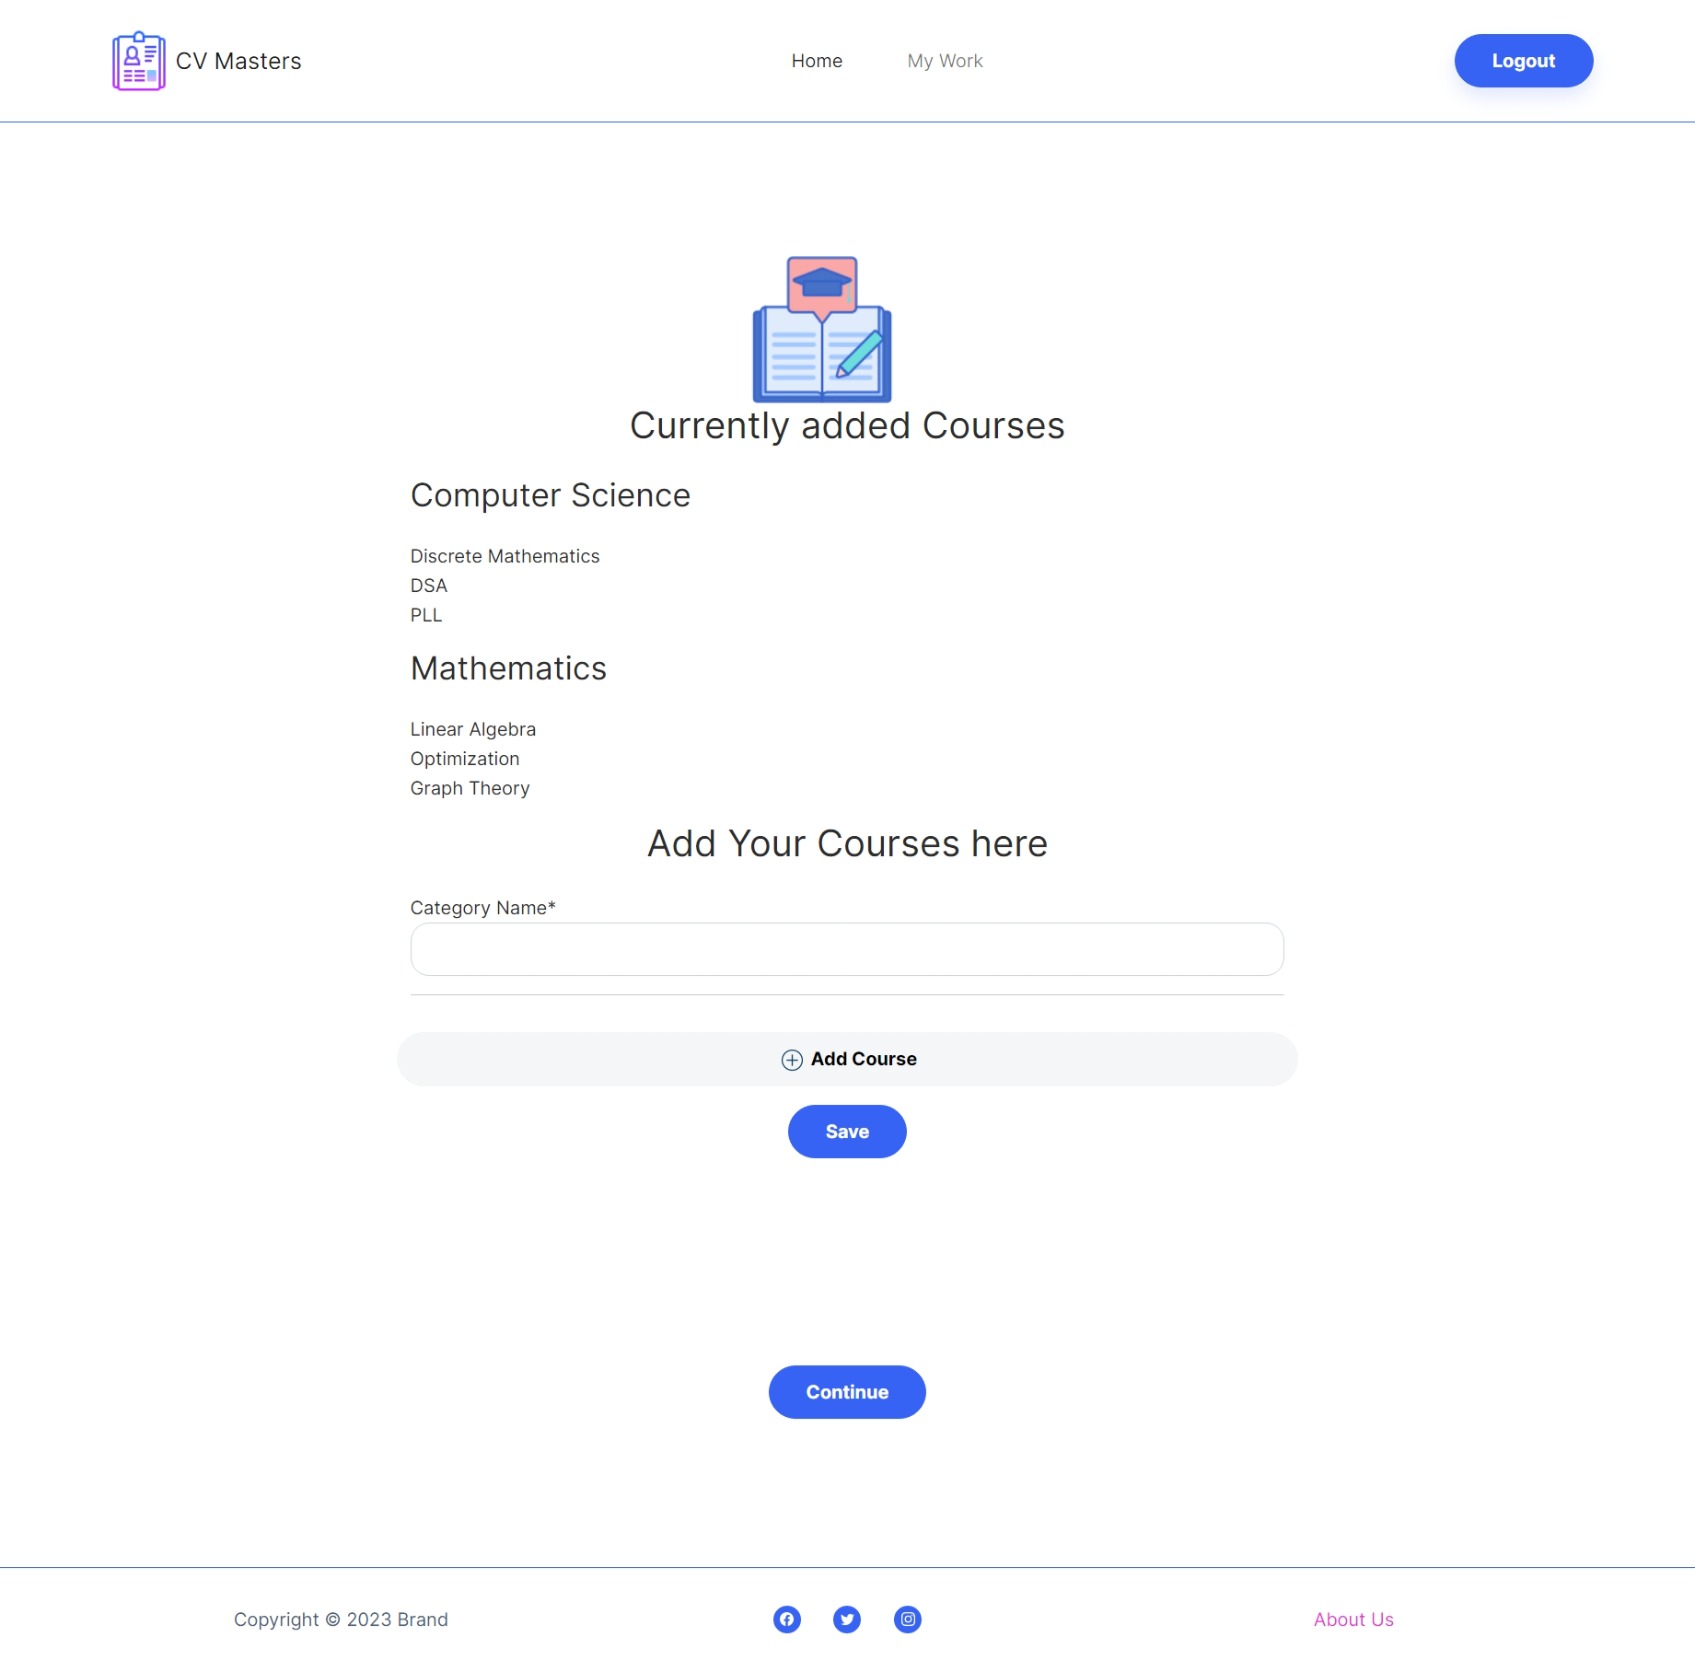 CV Masters
Home
My Work
Logout
Currently added Courses
Computer Science
Discrete Mathematics
DSA
PLL
Mathematics
Linear Algebra
Optimization
Graph Theory
Add Your Courses here
Category Name*
Add Course
Save
Continue
Copyright © 2023 Brand
About Us